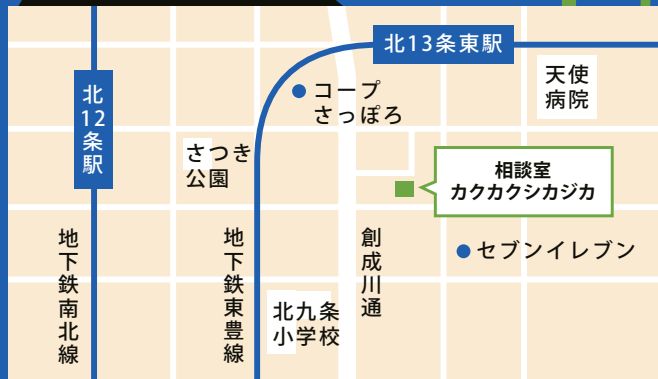 北13条東駅
天使
病院
北12条駅
コープ
さっぽろ
さつき
公園
相談室
カクカクシカジカ
地下鉄南北線
地下鉄東豊線
創成川通
セブンイレブン
北九条
小学校